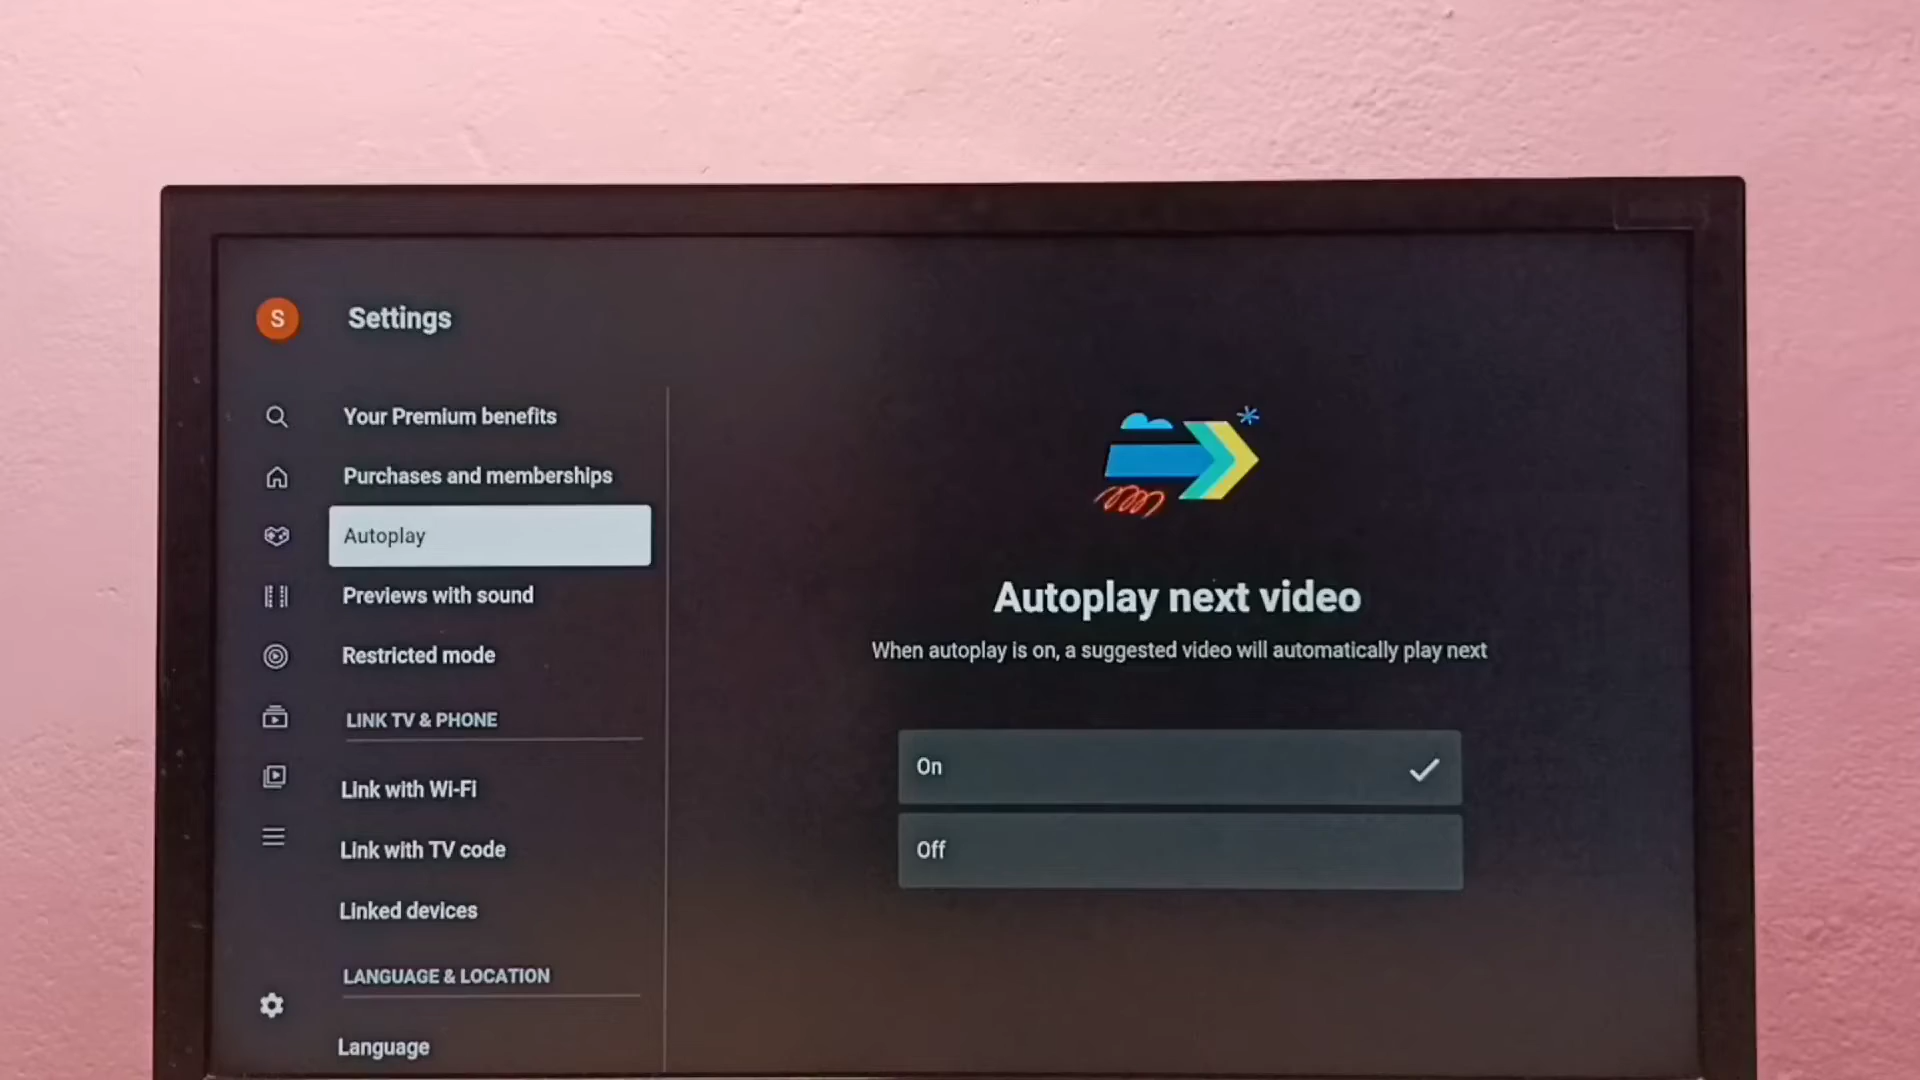 S
Settings
Your Premium benefits
Purchases and memberships
Autoplay
Previews with sound
Restricted mode
LINK TV & PHONE
Link with Wi-Fi
Link with TV code
Linked devices
LANGUAGE & LOCATION
Language
Autoplay next video
When autoplay is on, a suggested video will automatically play next
On
Off